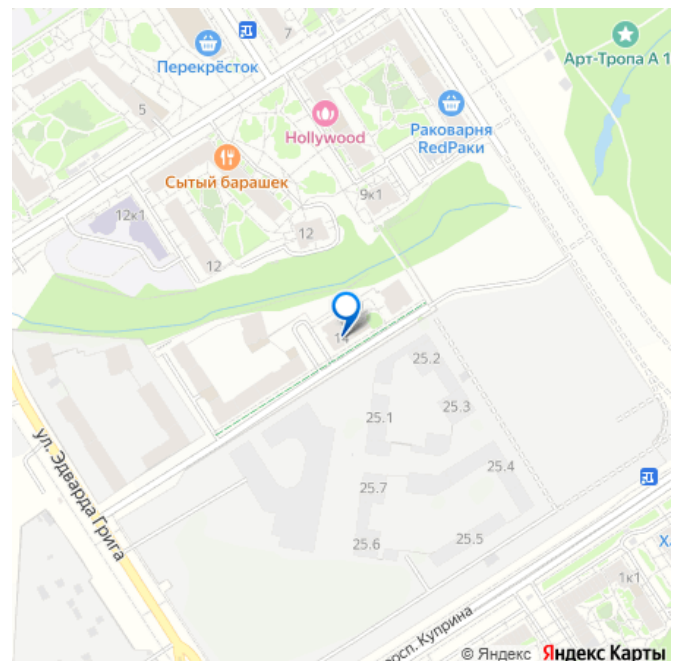 7
Перекрёсток
Арт-Тропа А 1
5
Hollywood
Раковарня
RedРаки
Сытый барашек
9к1
12к1
12
12
14
25.2
25.3
25.1
25.4
25.7
ул. Эдварда Грига
25.6
25.5
Х
1к1
росп. Куприна
© Яндекс Яндекс Карты